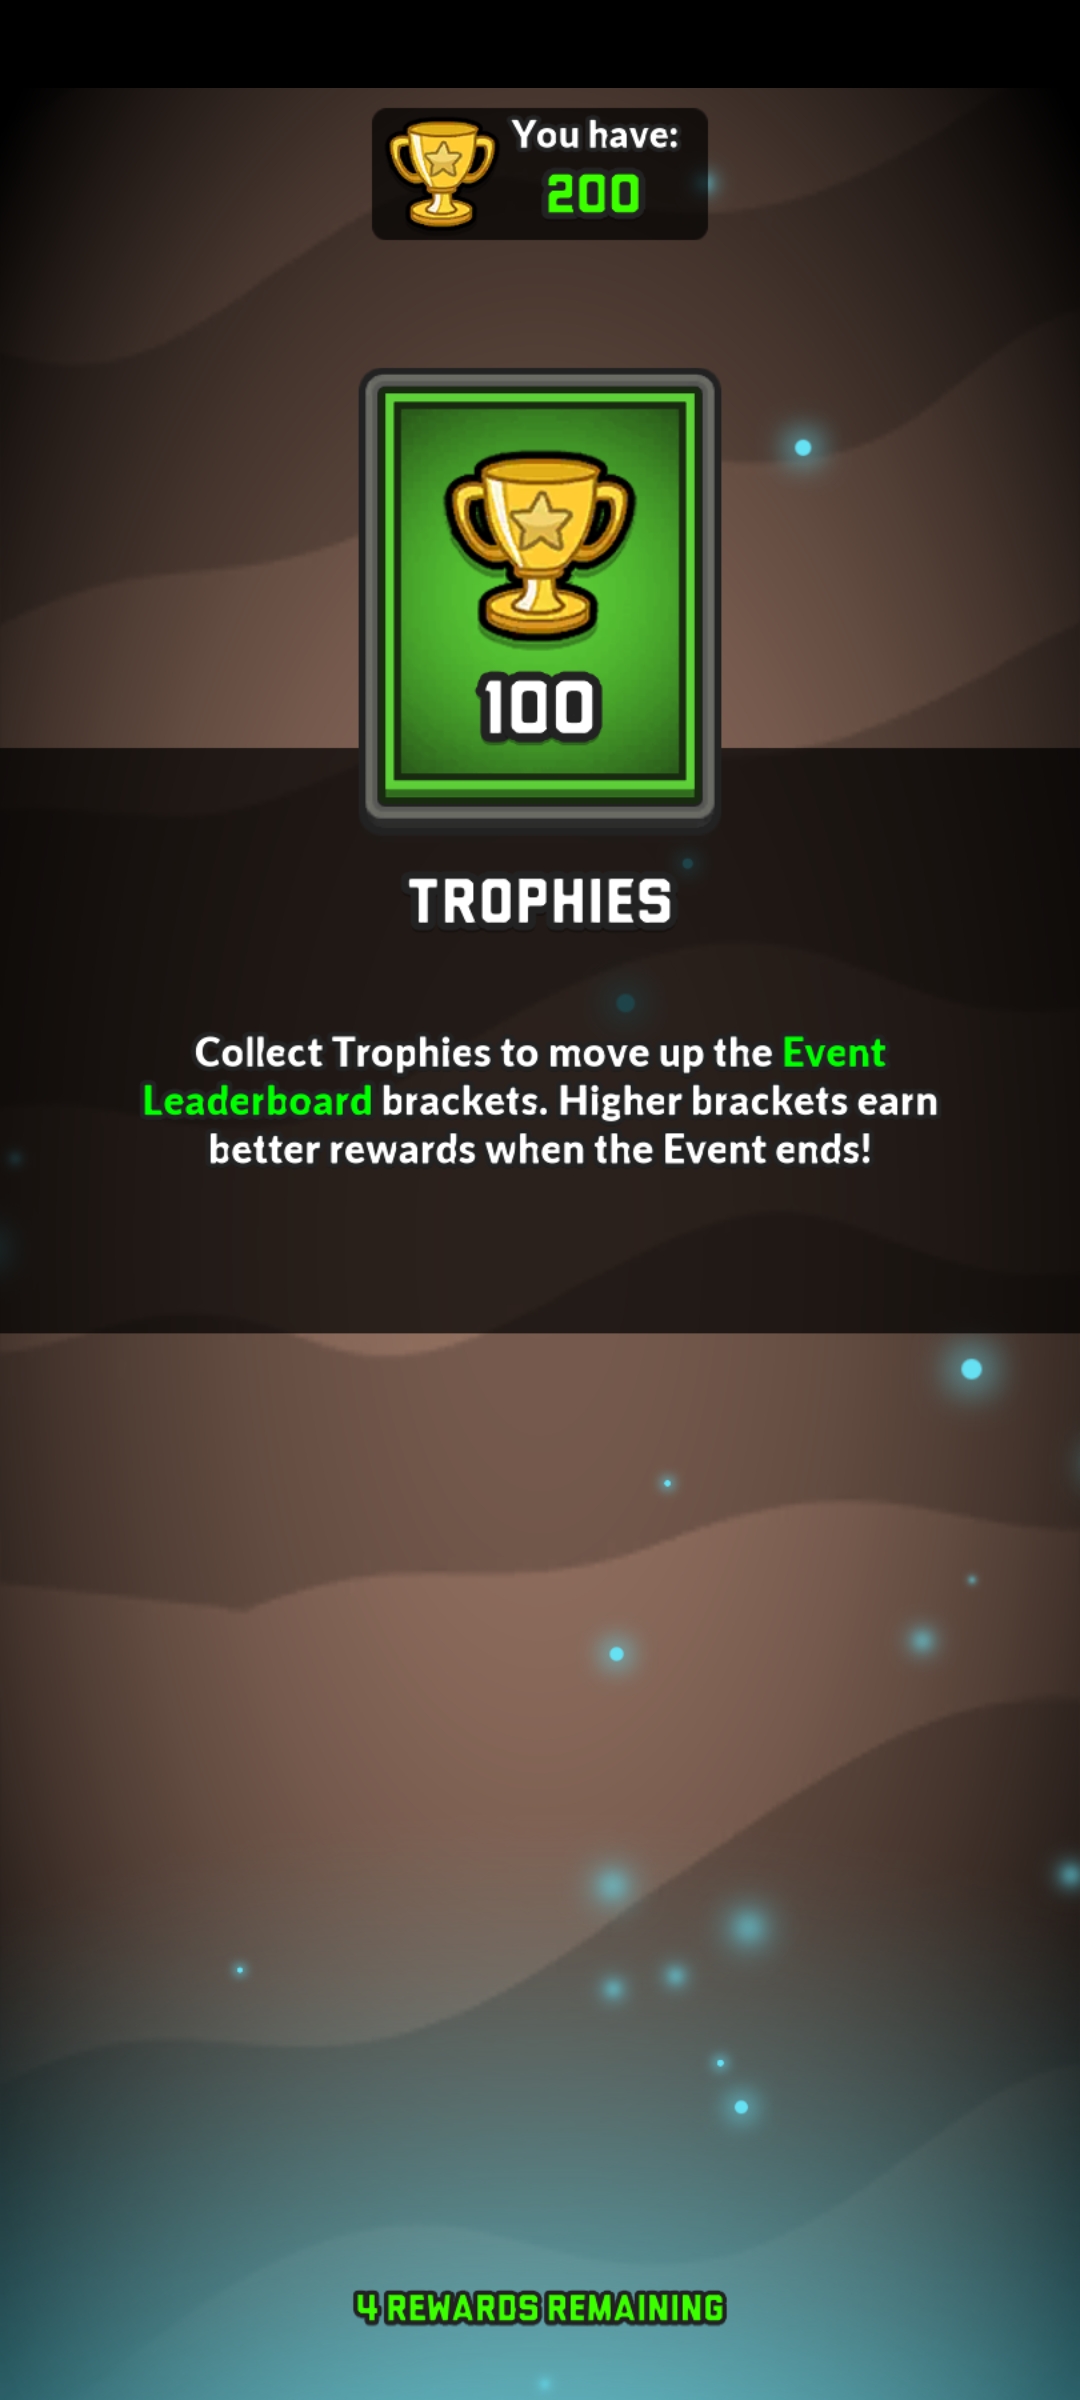 You have:
200
100
TROPHIES
Collect Trophies to move up the Event
Leaderboard brackets. Higher brackets earn
better rewards when the Event ends!
4 REWARDS REMAINING